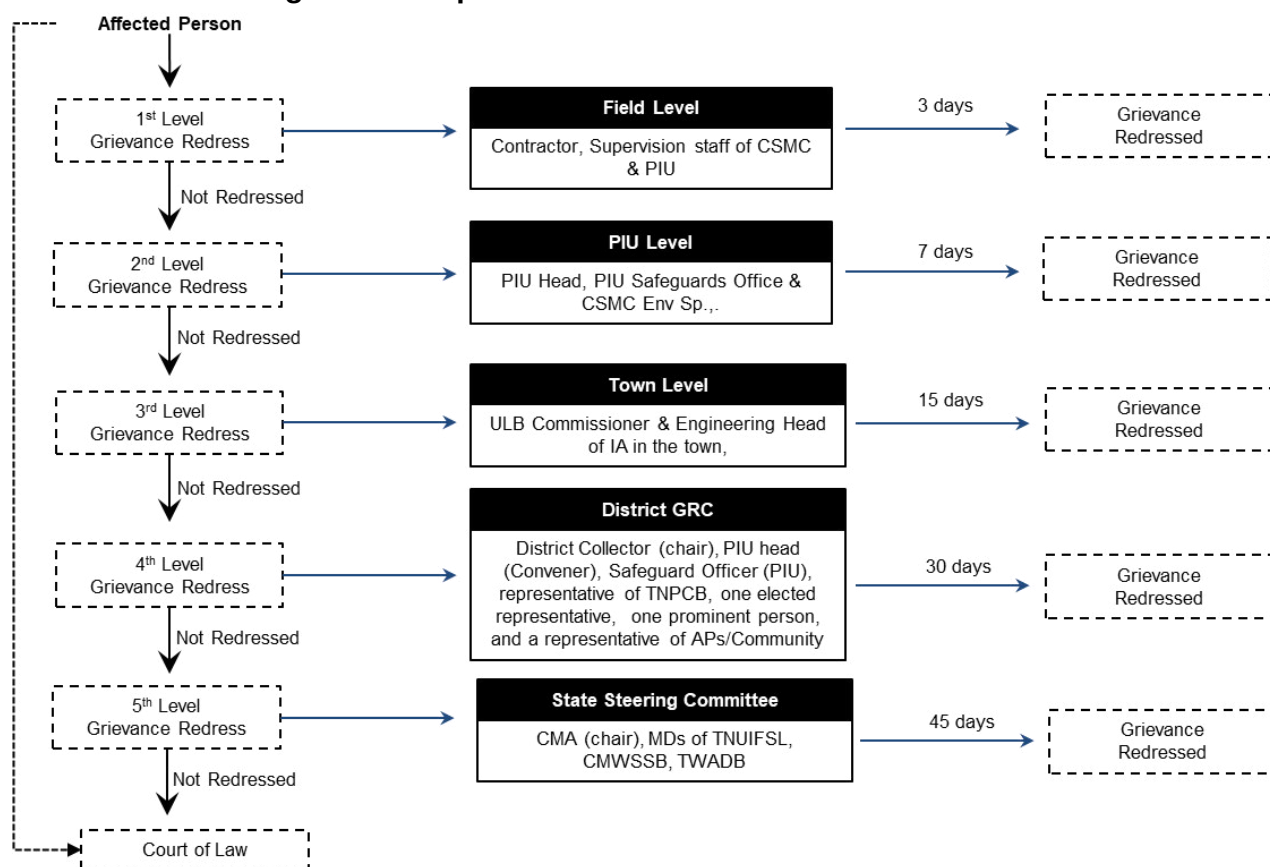 Affected Person
1st Level
Grievance Redress
Field Level
Contractor, Supervision staff of CSMC
& PIU
3 days
Grievance
Redressed
Not Redressed
2nd Level
Grievance Redress
PIU Level
PIU Head, PIU Safeguards Office &
CSMC Env Sp.,.
7 days
Grievance
Redressed
Not Redressed
3rd Level
Grievance Redress
Town Level
ULB Commissioner & Engineering Head
of IA in the town,
15 days
Grievance
Redressed
Not Redressed
4th Level
Grievance Redress
District GRC
District Collector (chair), PIU head
(Convener), Safeguard Officer (PIU),
representative of TNPCB, one elected
representative, one prominent person,
and a representative of APs/Community
30 days
Grievance
Redressed
Not Redressed
5th Level
Grievance Redress
State Steering Committee
CMA (chair), MDs of TNUIFSL,
CMWSSB, TWADB
45 days
Grievance
Redressed
Not Redressed
Court of Law